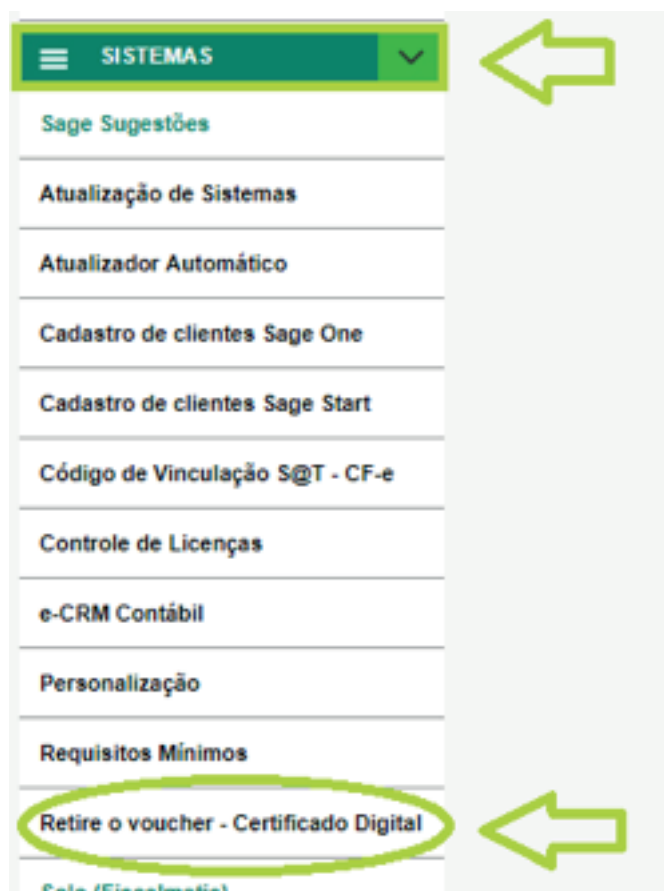 SISTEMAS
Sage Sugestões
Atualização de Sistemas
Atualizador Automático
Cadastro de clientes Sage One
Cadastro de clientes Sage Start
Código de Vinculação S@T - CF-e
Controle de Licenças
e-CRM Contábil
Personalização
Requisitos Mínimos
Retire o voucher - Certificado Digital